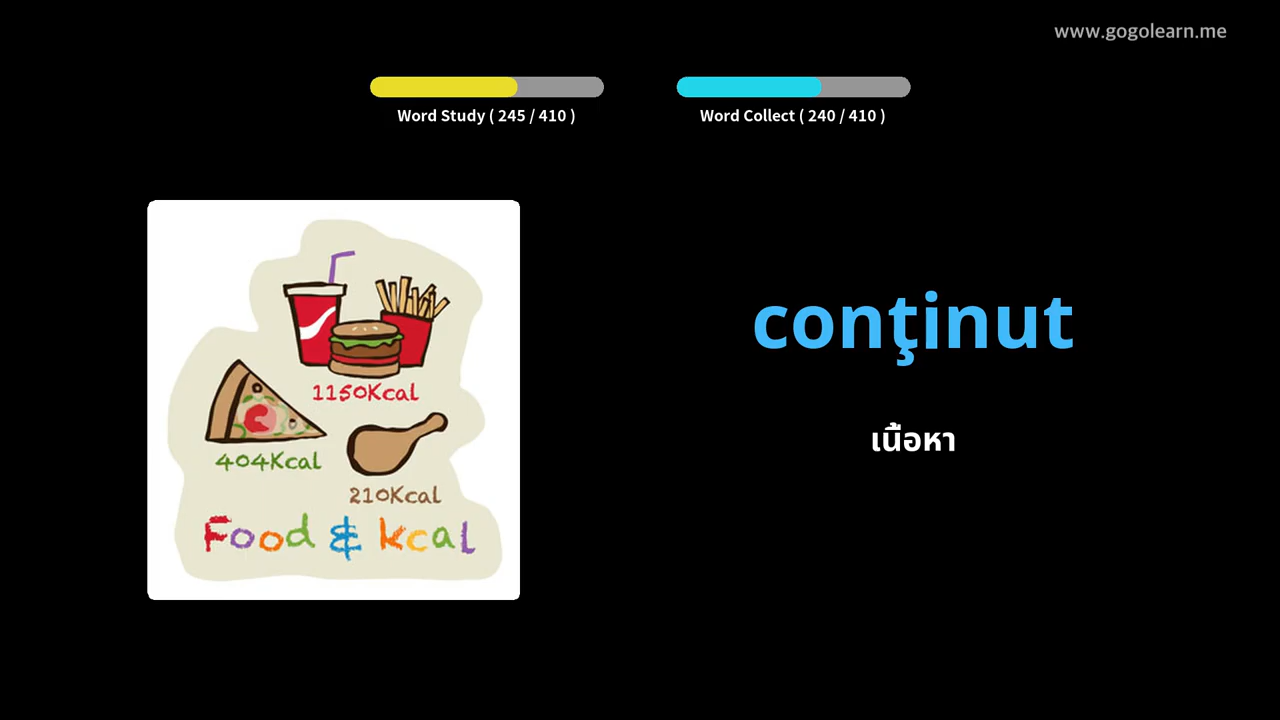 www.gogolearn.me
Word Study ( 245 / 410 )
Word Collect ( 240 / 410 )
1150Kcal
404Kcal
210Kcal
Food & kcal
conţinut
เนื้อหา